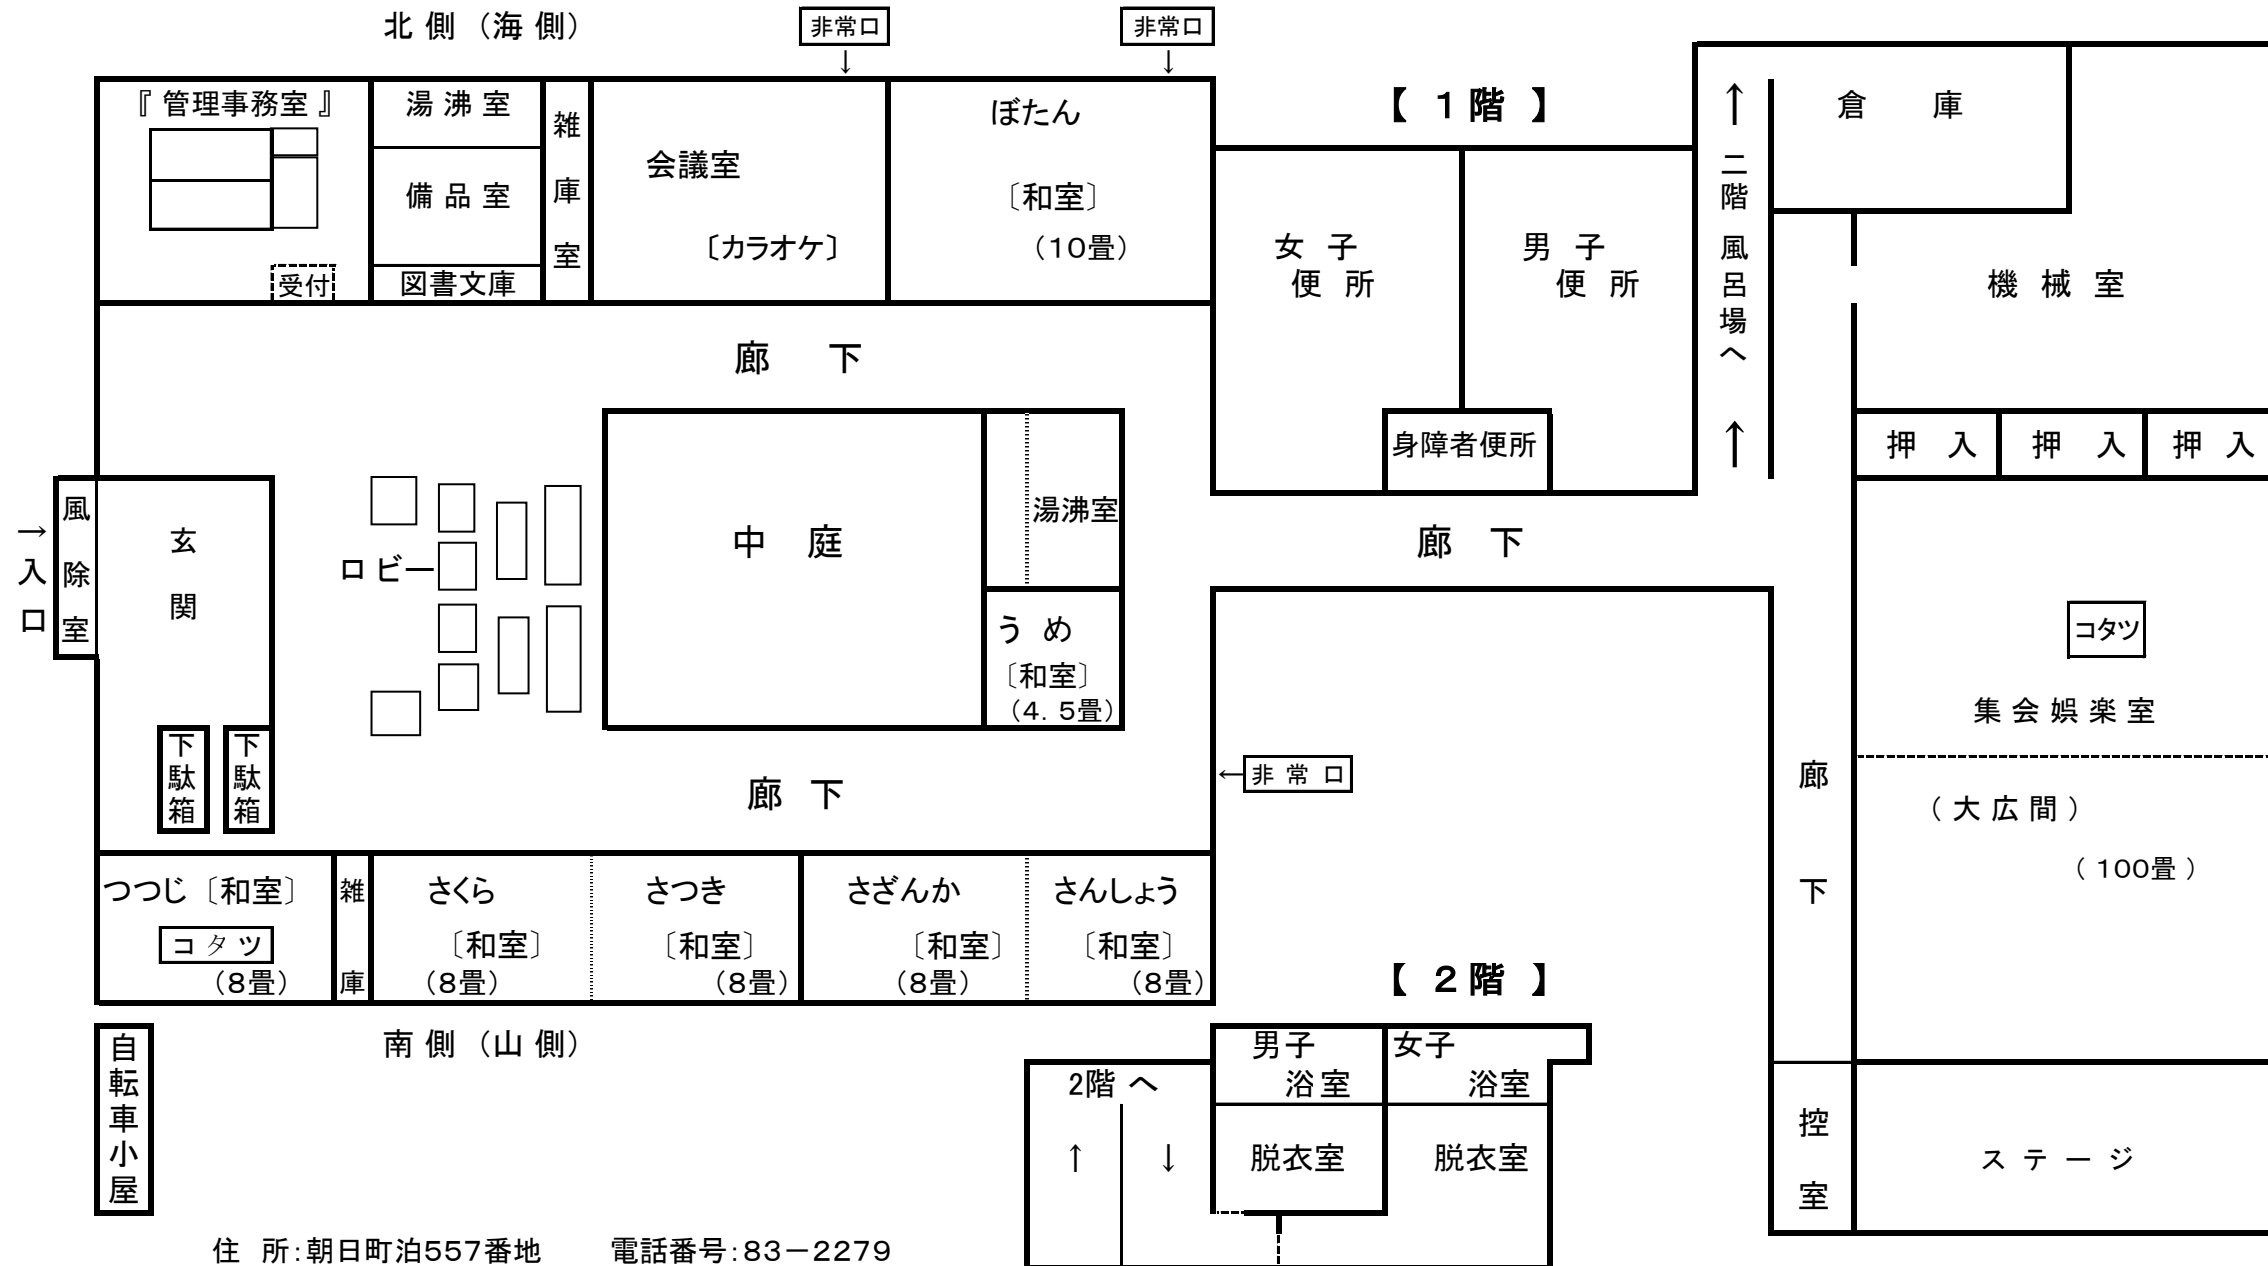 北側（海側）
非常口
↓
非常口
↓
【 1階 】
『 管理事務室 』
受付
湯沸室
備品室
図書文庫
雑庫室
会議室
〔カラオケ〕
ぼたん
〔和室〕
（10畳）
女子
便所
男子
便所
身障者便所
↑
二階 風呂場へ
↑
倉庫
機械室
押入
押入
押入
廊下
→
入口
風除室
玄関
下駄箱
下駄箱
ロビー
中庭
湯沸室
うめ
〔和室〕
（4．5畳）
廊下
廊下
←
非常口
コタツ
集会娯楽室
（大広間）
（100畳）
廊下
つつじ〔和室〕
コタツ
（8畳）
雑庫
さくら
〔和室〕
（8畳）
さつき
〔和室〕
（8畳）
さざんか
〔和室〕
（8畳）
さんしょう
〔和室〕
（8畳）
南側（山側）
自転車小屋
【 2階 】
2階へ
↑
↓
男子
浴室
女子
浴室
脱衣室
脱衣室
控室
ステージ
住 所：朝日町泊557番地　電話番号：83－2279